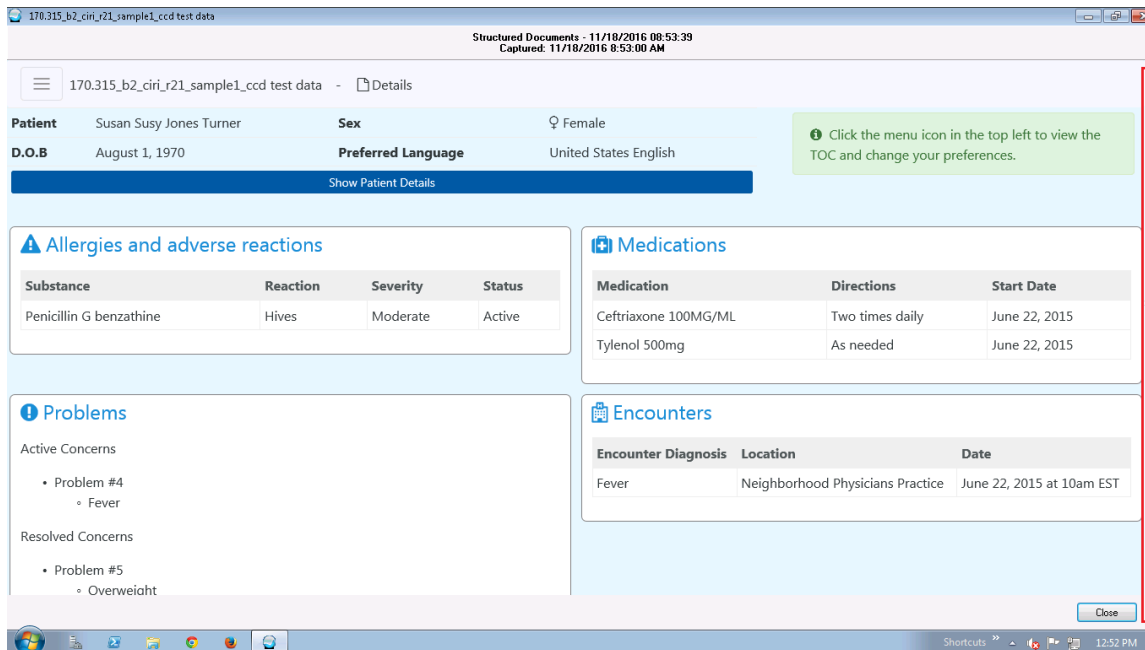 170.315_b2_ciri_r21_sample1_ccd test data
Structured Documents - 11/18/2016 08:53:39
Captured: 11/18/2016 8:53:00 AM
170.315_b2_ciri_r21_sample1_ccd test data - Details
Patient Susan Susy Jones Turner Sex Female
D.O.B August 1, 1970 Preferred Language United States English
Show Patient Details
Click the menu icon in the top left to view the
TOC and change your preferences.
Allergies and adverse reactions
Substance Reaction Severity Status
Penicillin G benzathine Hives Moderate Active
Medications
Medication Directions Start Date
Ceftriaxone 100MG/ML Two times daily June 22, 2015
Tylenol 500mg As needed June 22, 2015
Problems
Active Concerns
• Problem #4
◦ Fever
Resolved Concerns
• Problem #5
◦ Overweight
Encounters
Encounter Diagnosis Location Date
Fever Neighborhood Physicians Practice June 22, 2015 at 10am EST
Close
Shortcuts » 12:52 PM